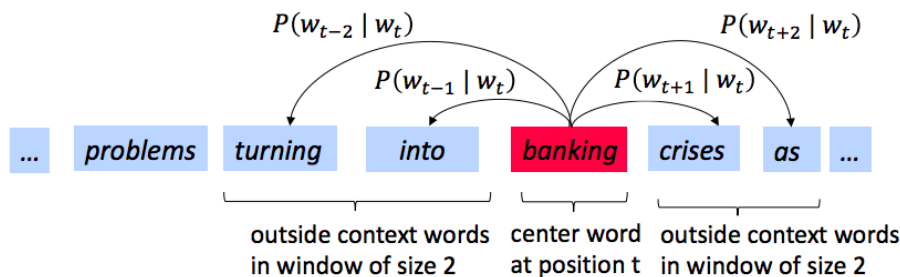 P(w_{t−2} | w_t) P(w_{t+2} | w_t)
P(w_{t−1} | w_t) P(w_{t+1} | w_t)
... problems turning into banking crises as ...
outside context words center word outside context words
in window of size 2 at position t in window of size 2